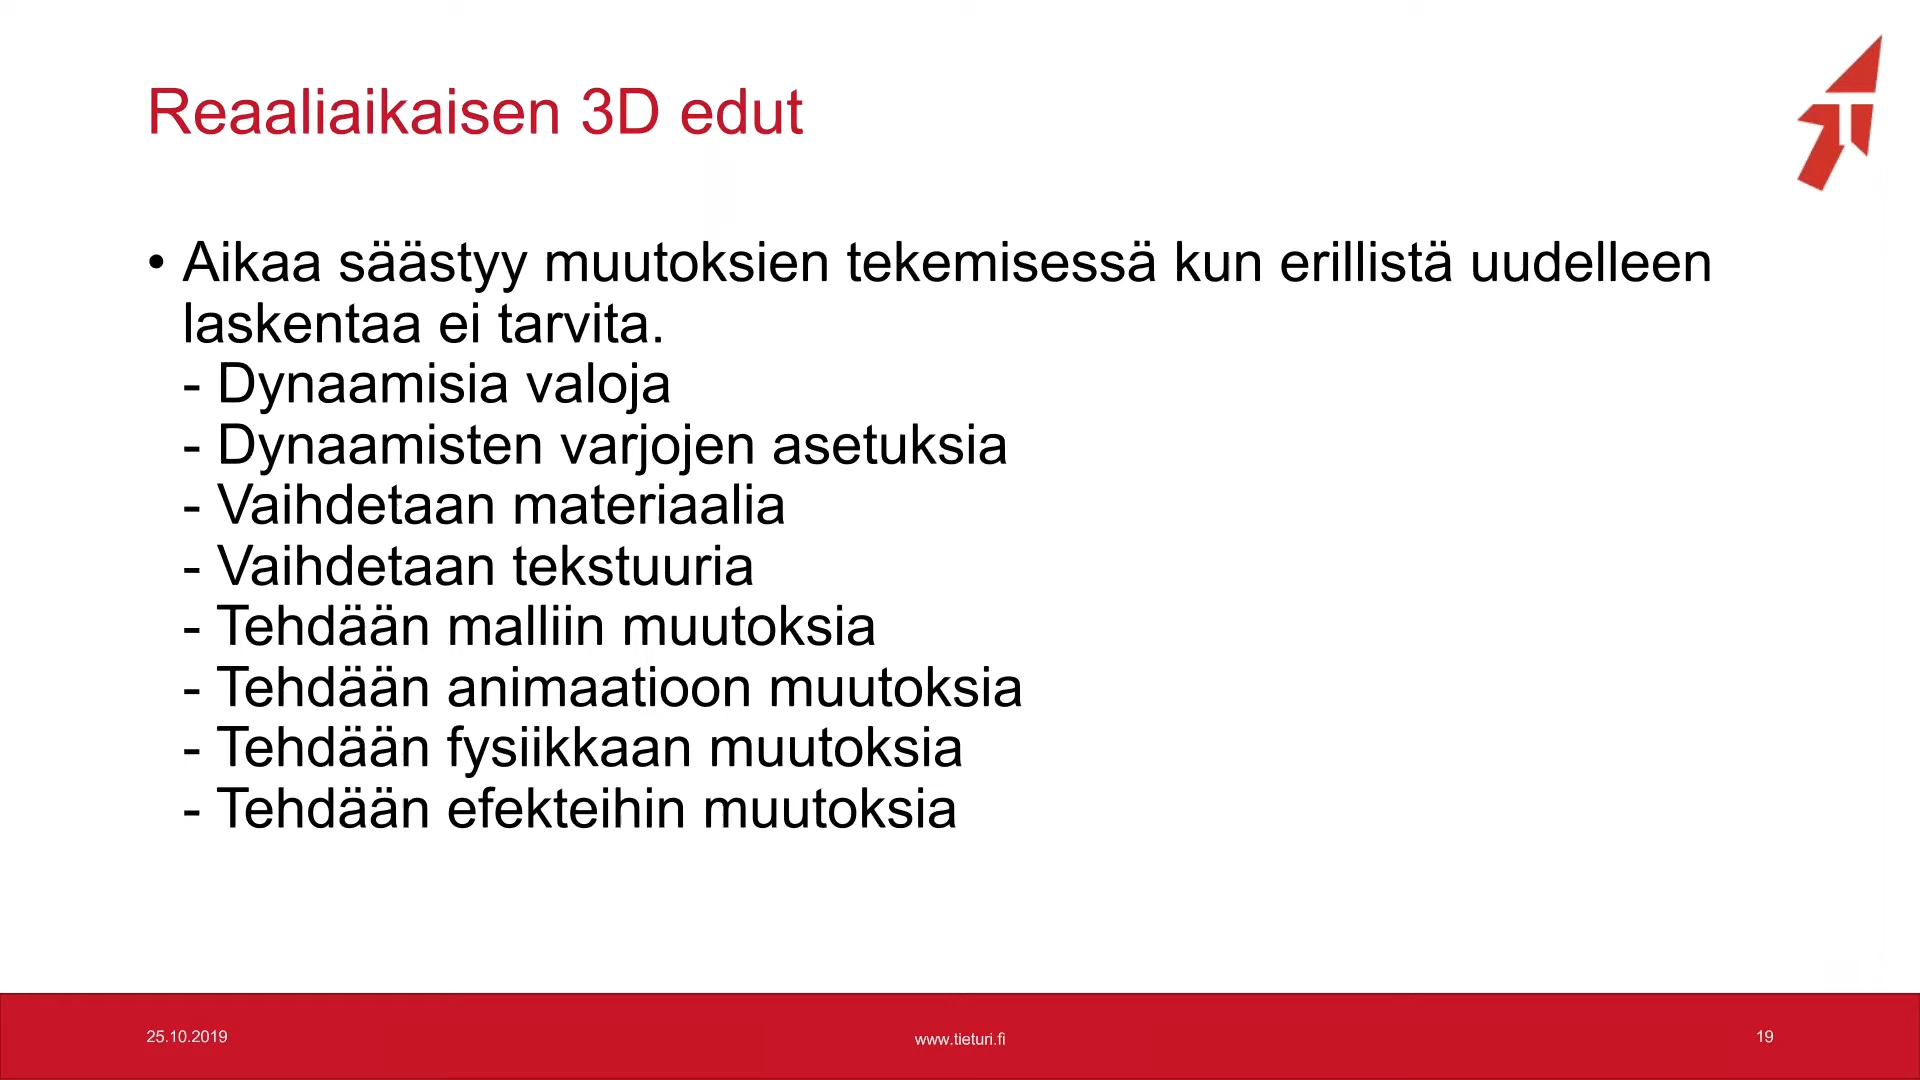 Reaaliaikaisen 3D edut
• Aikaa säästyy muutoksien tekemisessä kun erillistä uudelleen
laskentaa ei tarvita.
- Dynaamisia valoja
- Dynaamisten varjojen asetuksia
- Vaihdetaan materiaalia
- Vaihdetaan tekstuuria
- Tehdään malliin muutoksia
- Tehdään animaatioon muutoksia
- Tehdään fysiikkaan muutoksia
- Tehdään efekteihin muutoksia
25.10.2019
www.tieturi.fi
19